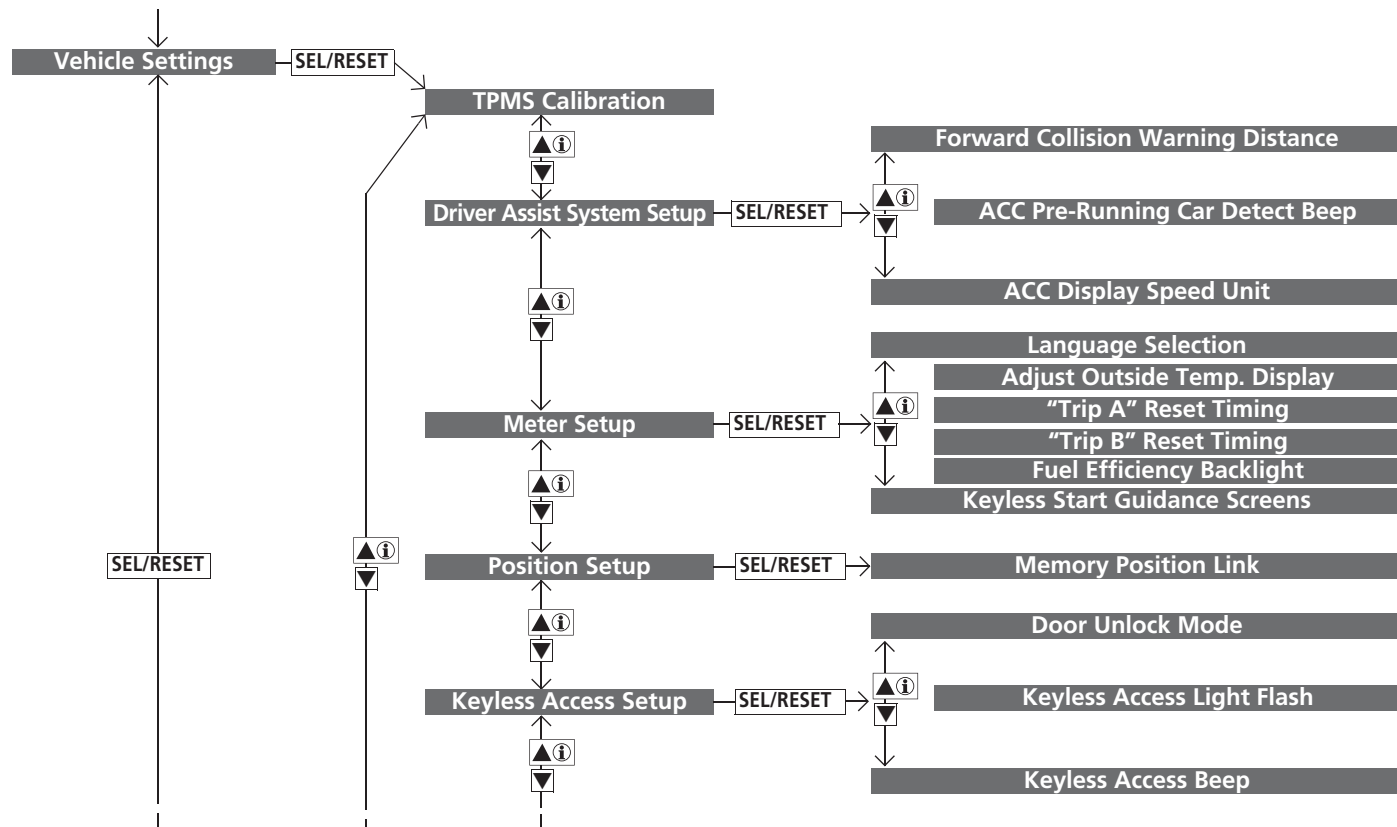 Vehicle Settings
SEL/RESET
TPMS Calibration
Forward Collision Warning Distance
Driver Assist System Setup
SEL/RESET
ACC Pre-Running Car Detect Beep
ACC Display Speed Unit
Language Selection
Adjust Outside Temp. Display
“Trip A” Reset Timing
Meter Setup
SEL/RESET
“Trip B” Reset Timing
Fuel Efficiency Backlight
Keyless Start Guidance Screens
SEL/RESET
Position Setup
SEL/RESET
Memory Position Link
Door Unlock Mode
Keyless Access Setup
SEL/RESET
Keyless Access Light Flash
Keyless Access Beep